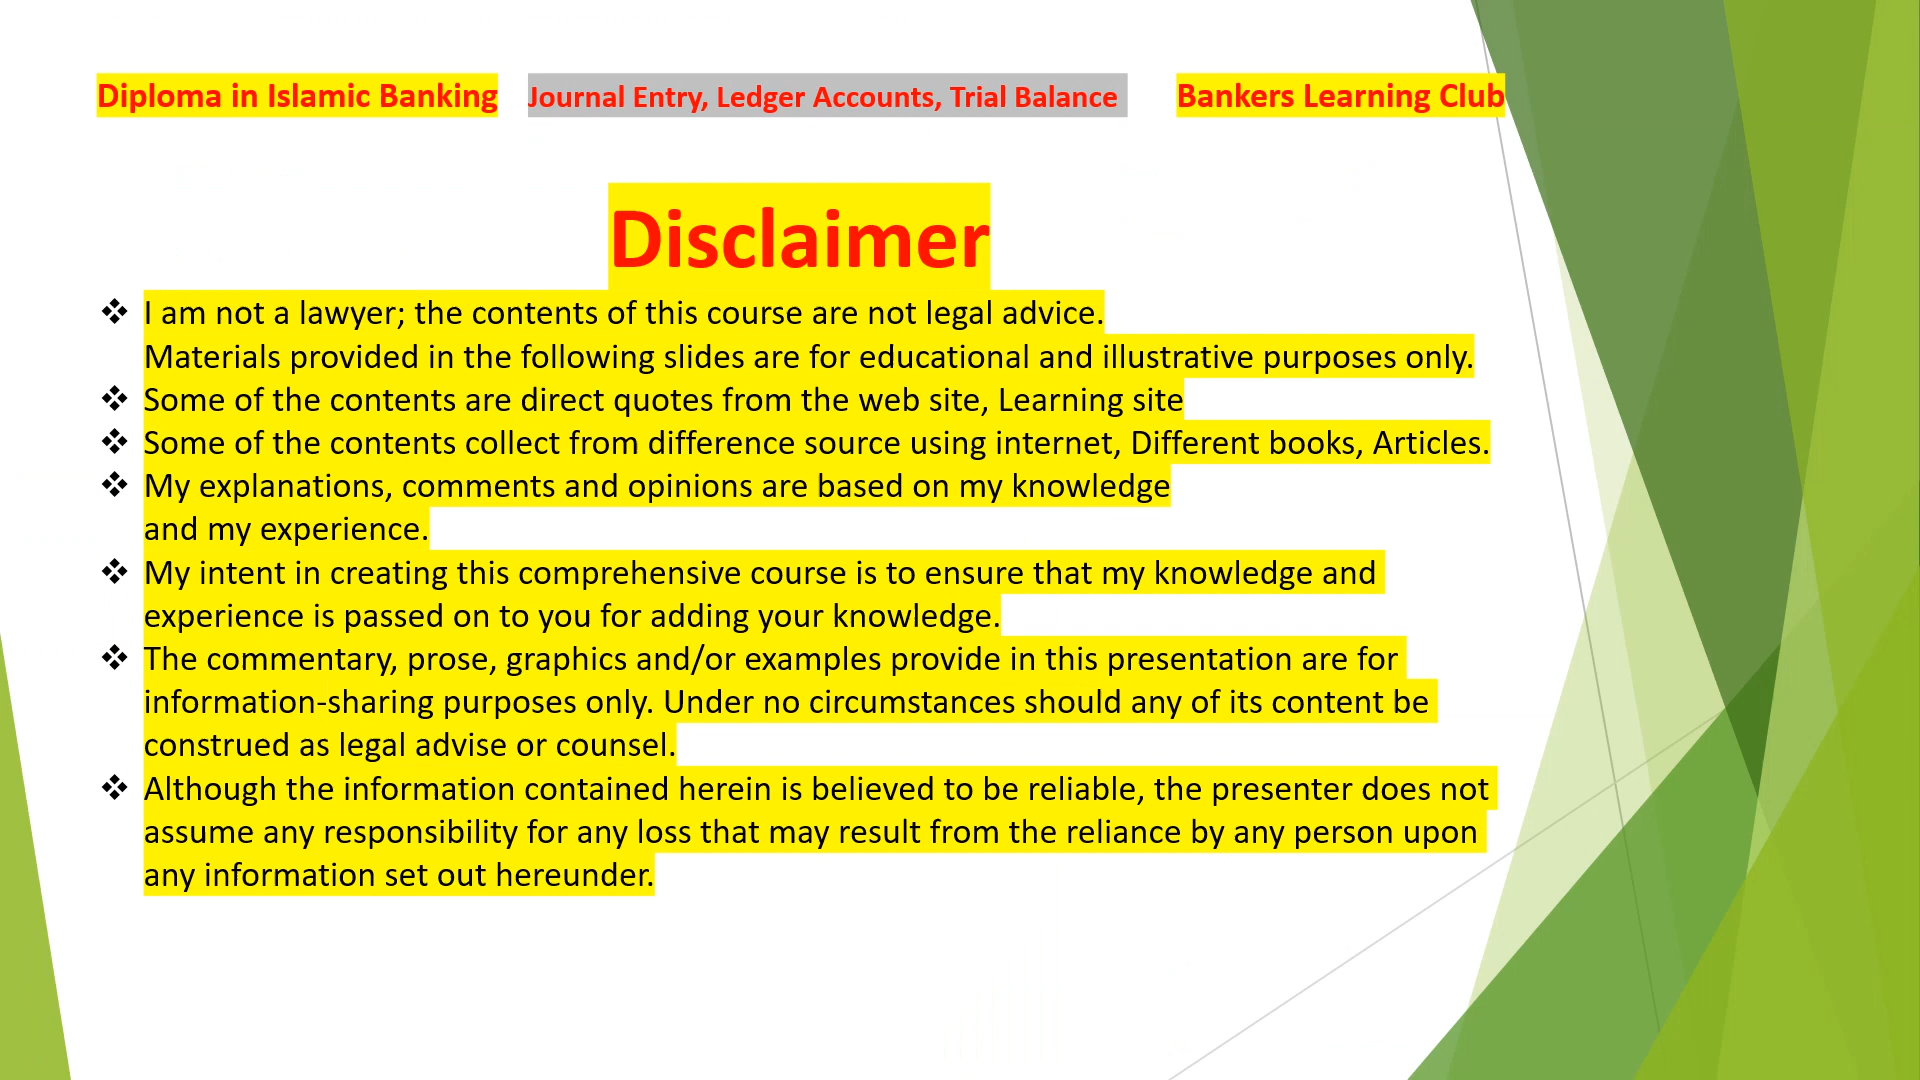 Diploma in Islamic Banking Journal Entry, Ledger Accounts, Trial Balance Bankers Learning Club
Disclaimer
❖ I am not a lawyer; the contents of this course are not legal advice.
Materials provided in the following slides are for educational and illustrative purposes only.
❖ Some of the contents are direct quotes from the web site, Learning site
❖ Some of the contents collect from difference source using internet, Different books, Articles.
❖ My explanations, comments and opinions are based on my knowledge
and my experience.
❖ My intent in creating this comprehensive course is to ensure that my knowledge and
experience is passed on to you for adding your knowledge.
❖ The commentary, prose, graphics and/or examples provide in this presentation are for
information-sharing purposes only. Under no circumstances should any of its content be
construed as legal advise or counsel.
❖ Although the information contained herein is believed to be reliable, the presenter does not
assume any responsibility for any loss that may result from the reliance by any person upon
any information set out hereunder.